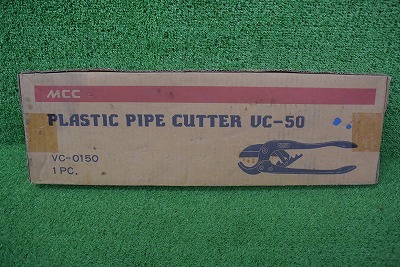 MCC
PLASTIC PIPE CUTTER VC-50
VC-0150
1 PC.